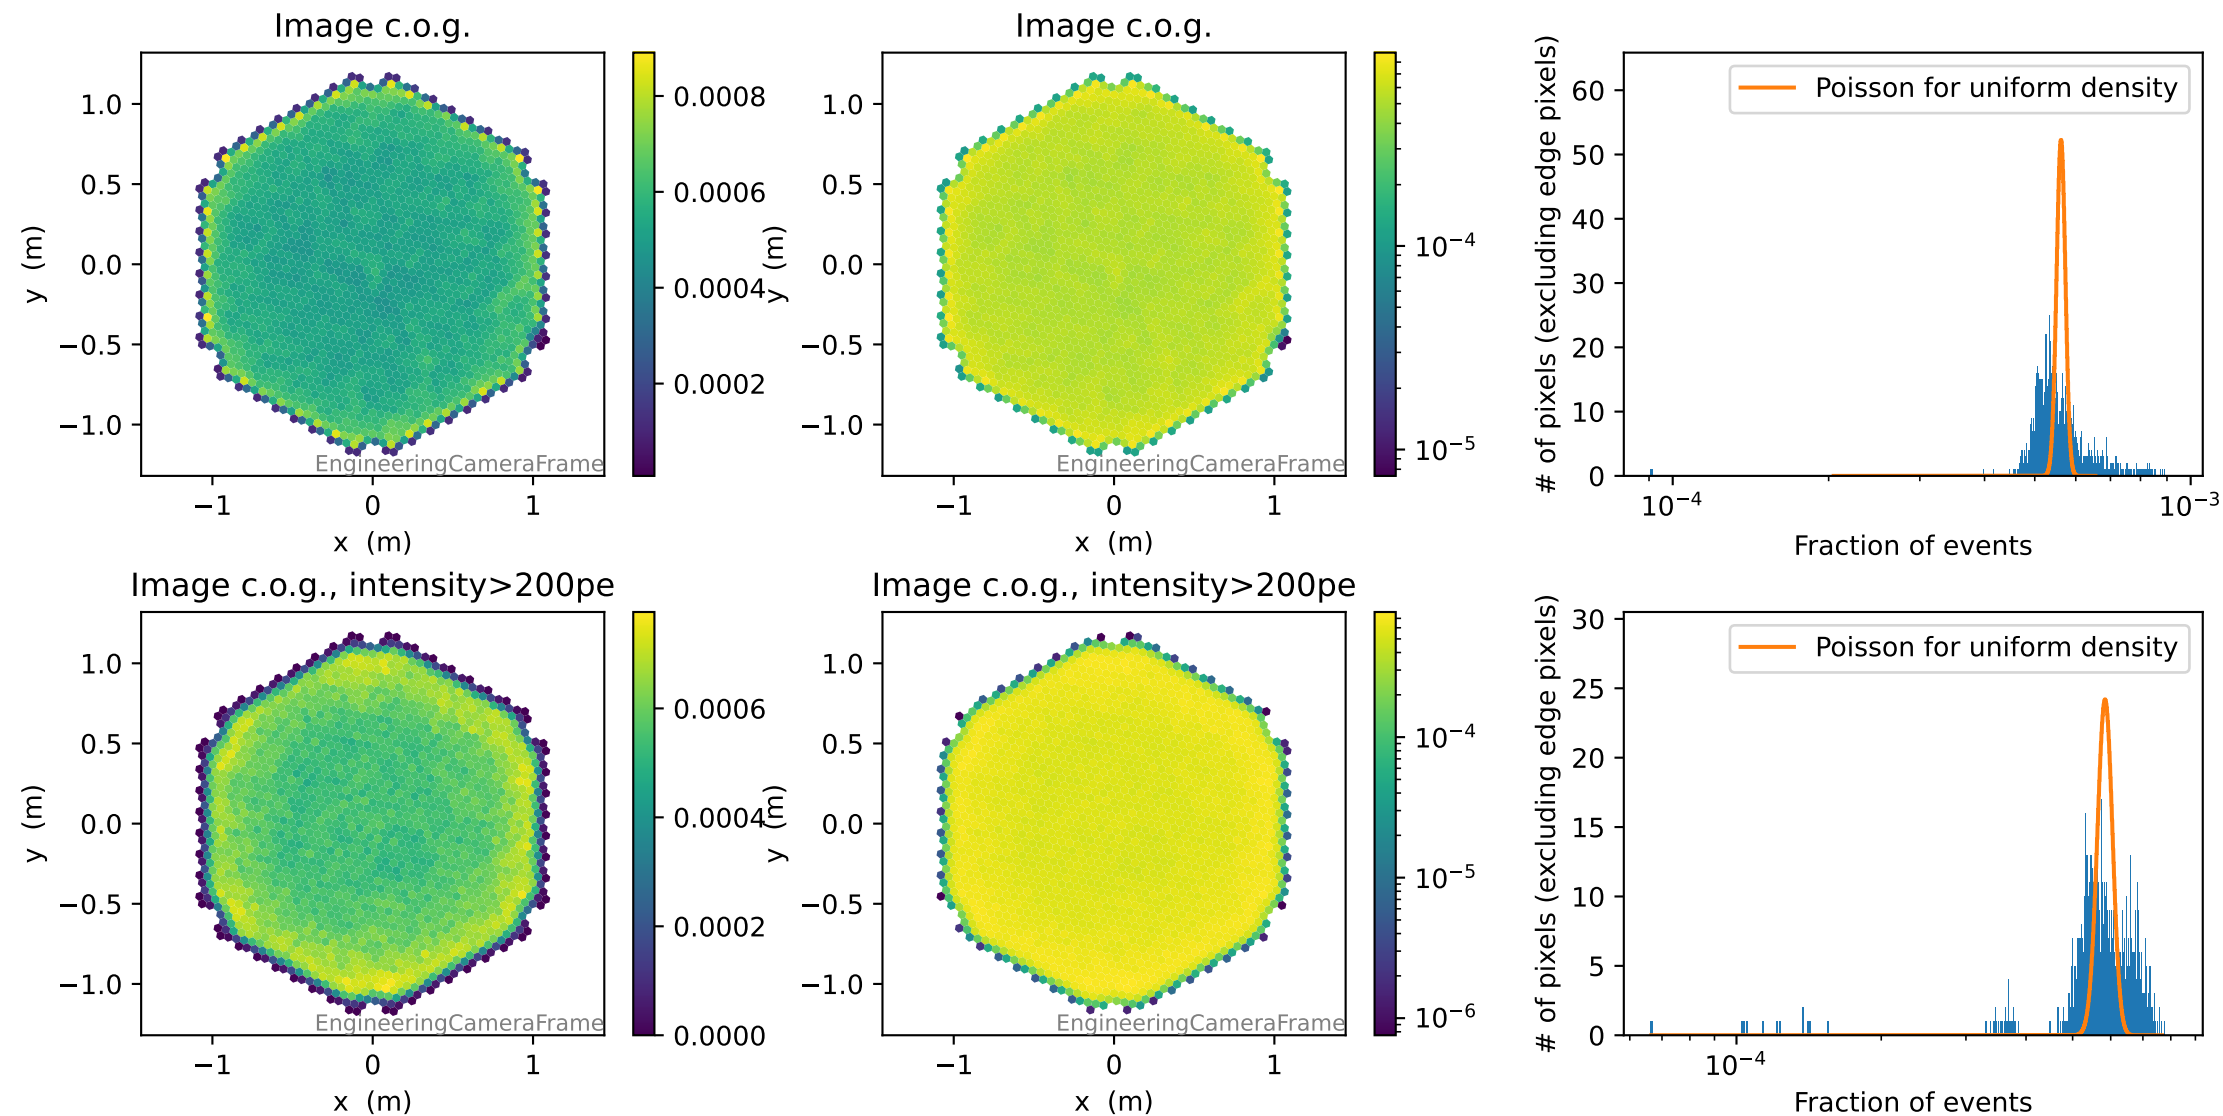 Image c.o.g.
1.0
0.5
0.0
−0.5
−1.0
y (m)
−1
0
1
x (m)
EngineeringCameraFrame
0.0008
0.0006
0.0004
0.0002
Image c.o.g.
1.0
0.5
0.0
−0.5
−1.0
y (m)
−1
0
1
x (m)
EngineeringCameraFrame
10⁻⁴
10⁻⁵
# of pixels (excluding edge pixels)
60
50
40
30
20
10
0
Poisson for uniform density
10⁻⁴
10⁻³
Fraction of events
Image c.o.g., intensity>200pe
1.0
0.5
0.0
−0.5
−1.0
y (m)
−1
0
1
x (m)
EngineeringCameraFrame
0.0006
0.0004
0.0002
0.0000
Image c.o.g., intensity>200pe
1.0
0.5
0.0
−0.5
−1.0
y (m)
−1
0
1
x (m)
EngineeringCameraFrame
10⁻⁴
10⁻⁵
10⁻⁶
# of pixels (excluding edge pixels)
30
25
20
15
10
5
0
Poisson for uniform density
10⁻⁴
Fraction of events